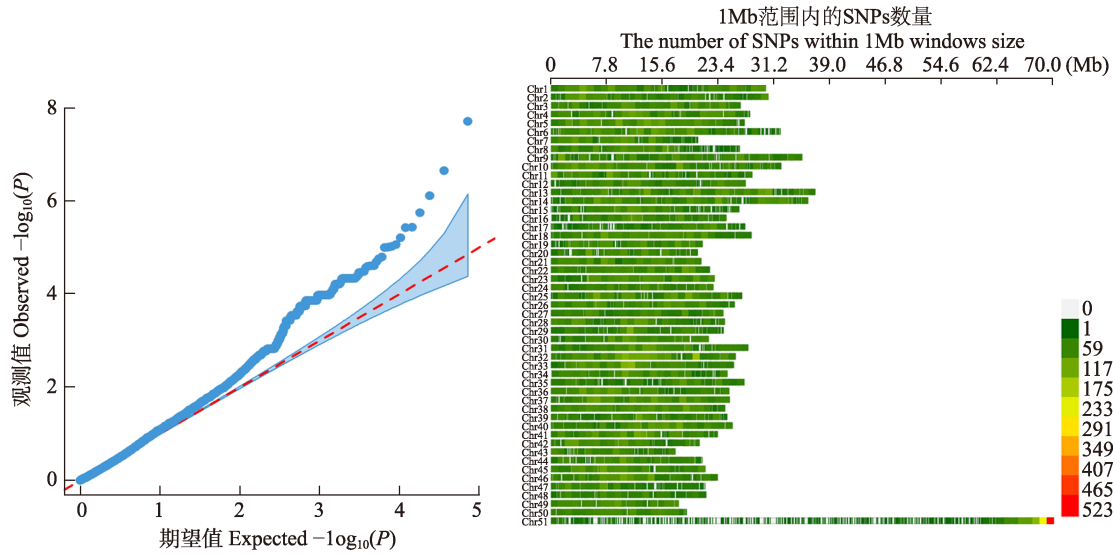 8
6
4
2
0
观测值 Observed −log10(P)
0 1 2 3 4 5
期望值 Expected −log10(P)
1Mb范围内的SNPs数量
The number of SNPs within 1Mb windows size
0 7.8 15.6 23.4 31.2 39.0 46.8 54.6 62.4 70.0 (Mb)
Chr1
Chr2
Chr3
Chr4
Chr5
Chr6
Chr7
Chr8
Chr9
Chr10
Chr11
Chr12
Chr13
Chr14
Chr15
Chr16
Chr17
Chr18
Chr19
Chr20
Chr21
Chr22
Chr23
Chr24
Chr25
Chr26
Chr27
Chr28
Chr29
Chr30
Chr31
Chr32
Chr33
Chr34
Chr35
Chr36
Chr37
Chr38
Chr39
Chr40
Chr41
Chr42
Chr43
Chr44
Chr45
Chr46
Chr47
Chr48
Chr49
Chr50
Chr51
0
1
59
117
175
233
291
349
407
465
523